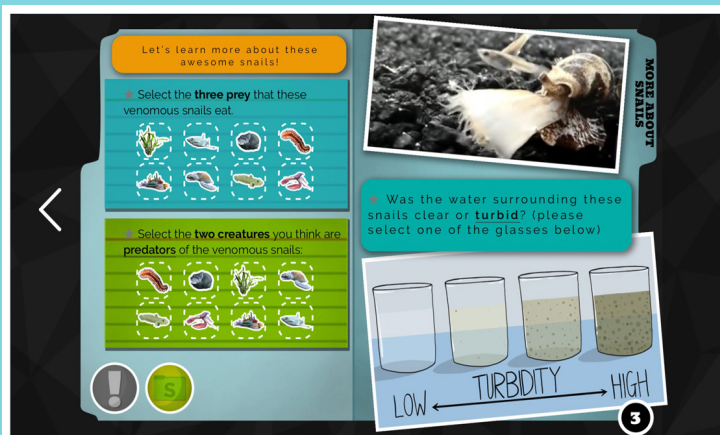 Let's learn more about these
awesome snails!
Select the three prey that these
venomous snails eat.
Select the two creatures you think are
predators of the venomous snails:
S
MORE ABOUT
SNAILS
Was the water surrounding these
snails clear or turbid? (please
select one of the glasses below)
LOW
TURBIDITY
HIGH
3